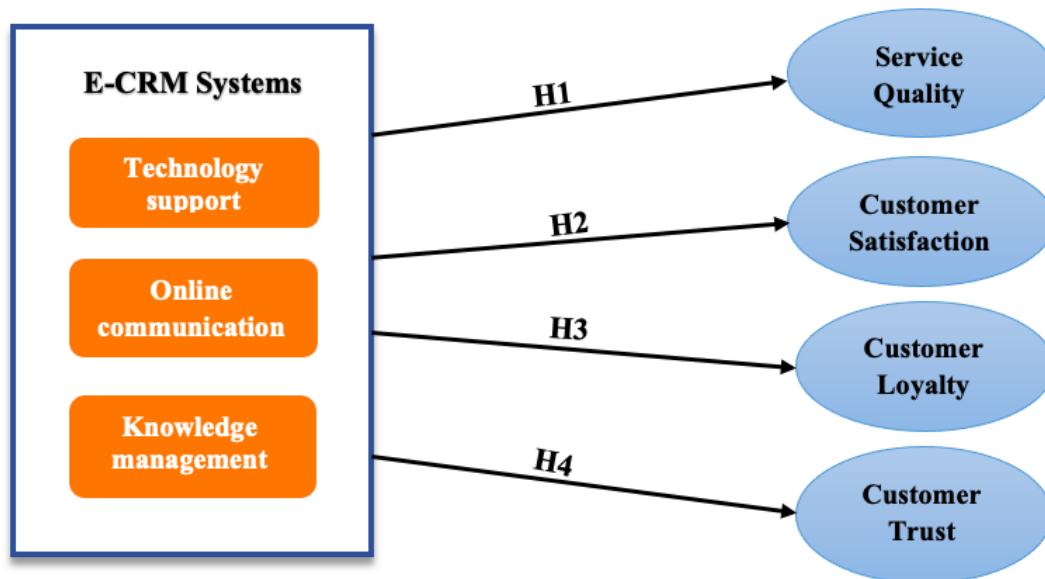 E-CRM Systems
Technology
support
Online
communication
Knowledge
management
H1
H2
H3
H4
Service
Quality
Customer
Satisfaction
Customer
Loyalty
Customer
Trust